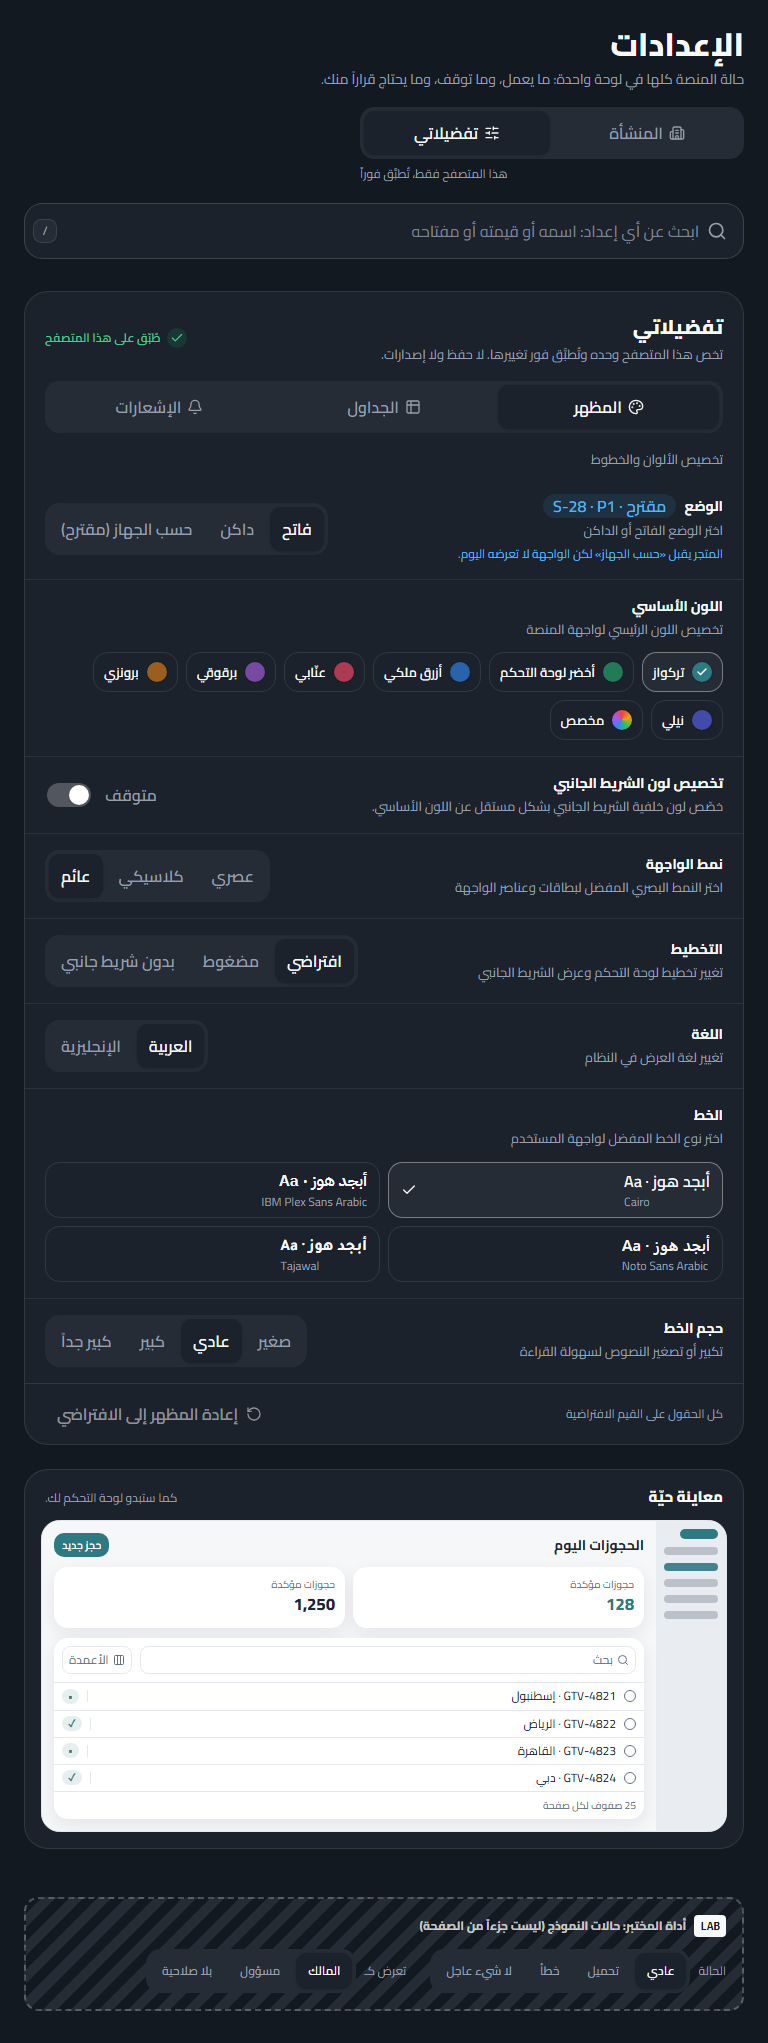 الإعدادات
حالة المنصة كلها في لوحة واحدة: ما يعمل، وما توقف، وما يحتاج قراراً منك.
المنشأة
تفضيلاتي
هذا المتصفح فقط، تُطبَّق فوراً
ابحث عن أي إعداد: اسمه أو قيمته أو مفتاحه
/
تفضيلاتي
طُبّق على هذا المتصفح
تخص هذا المتصفح وحده وتُطبَّق فور تغييرها. لا حفظ ولا إصدارات.
المظهر
الجداول
الإشعارات
تخصيص الألوان والخطوط
الوضع مقترح · S-28 · P1
اختر الوضع الفاتح أو الداكن
المتجر يقبل «حسب الجهاز» لكن الواجهة لا تعرضه اليوم.
فاتح
داكن
حسب الجهاز (مقترح)
اللون الأساسي
تخصيص اللون الرئيسي لواجهة المنصة
تركواز
أخضر لوحة التحكم
أزرق ملكي
عنّابي
برقوقي
برونزي
نيلي
مخصص
تخصيص لون الشريط الجانبي
خصّص لون خلفية الشريط الجانبي بشكل مستقل عن اللون الأساسي.
متوقف
نمط الواجهة
اختر النمط البصري المفضل لبطاقات وعناصر الواجهة
عصري
كلاسيكي
عائم
التخطيط
تغيير تخطيط لوحة التحكم وعرض الشريط الجانبي
افتراضي
مضغوط
بدون شريط جانبي
اللغة
تغيير لغة العرض في النظام
العربية
الإنجليزية
الخط
اختر نوع الخط المفضل لواجهة المستخدم
أبجد هوز · Aa
Cairo
أبجد هوز · Aa
IBM Plex Sans Arabic
أبجد هوز · Aa
Noto Sans Arabic
أبجد هوز · Aa
Tajawal
حجم الخط
تكبير أو تصغير النصوص لسهولة القراءة
صغير
عادي
كبير
كبير جداً
كل الحقول على القيم الافتراضية
إعادة المظهر إلى الافتراضي
معاينة حيّة
كما ستبدو لوحة التحكم لك.
الحجوزات اليوم
حجز جديد
حجوزات مؤكدة
128
حجوزات مؤكدة
1,250
بحث
الأعمدة
GTV-4821 · إسطنبول
GTV-4822 · الرياض
GTV-4823 · القاهرة
GTV-4824 · دبي
25 صفوف لكل صفحة
LAB أداة المختبر: حالات النموذج (ليست جزءاً من الصفحة)
الحالة
عادي
تحميل
خطأ
لا شيء عاجل
تعرض كـ
المالك
مسؤول
بلا صلاحية